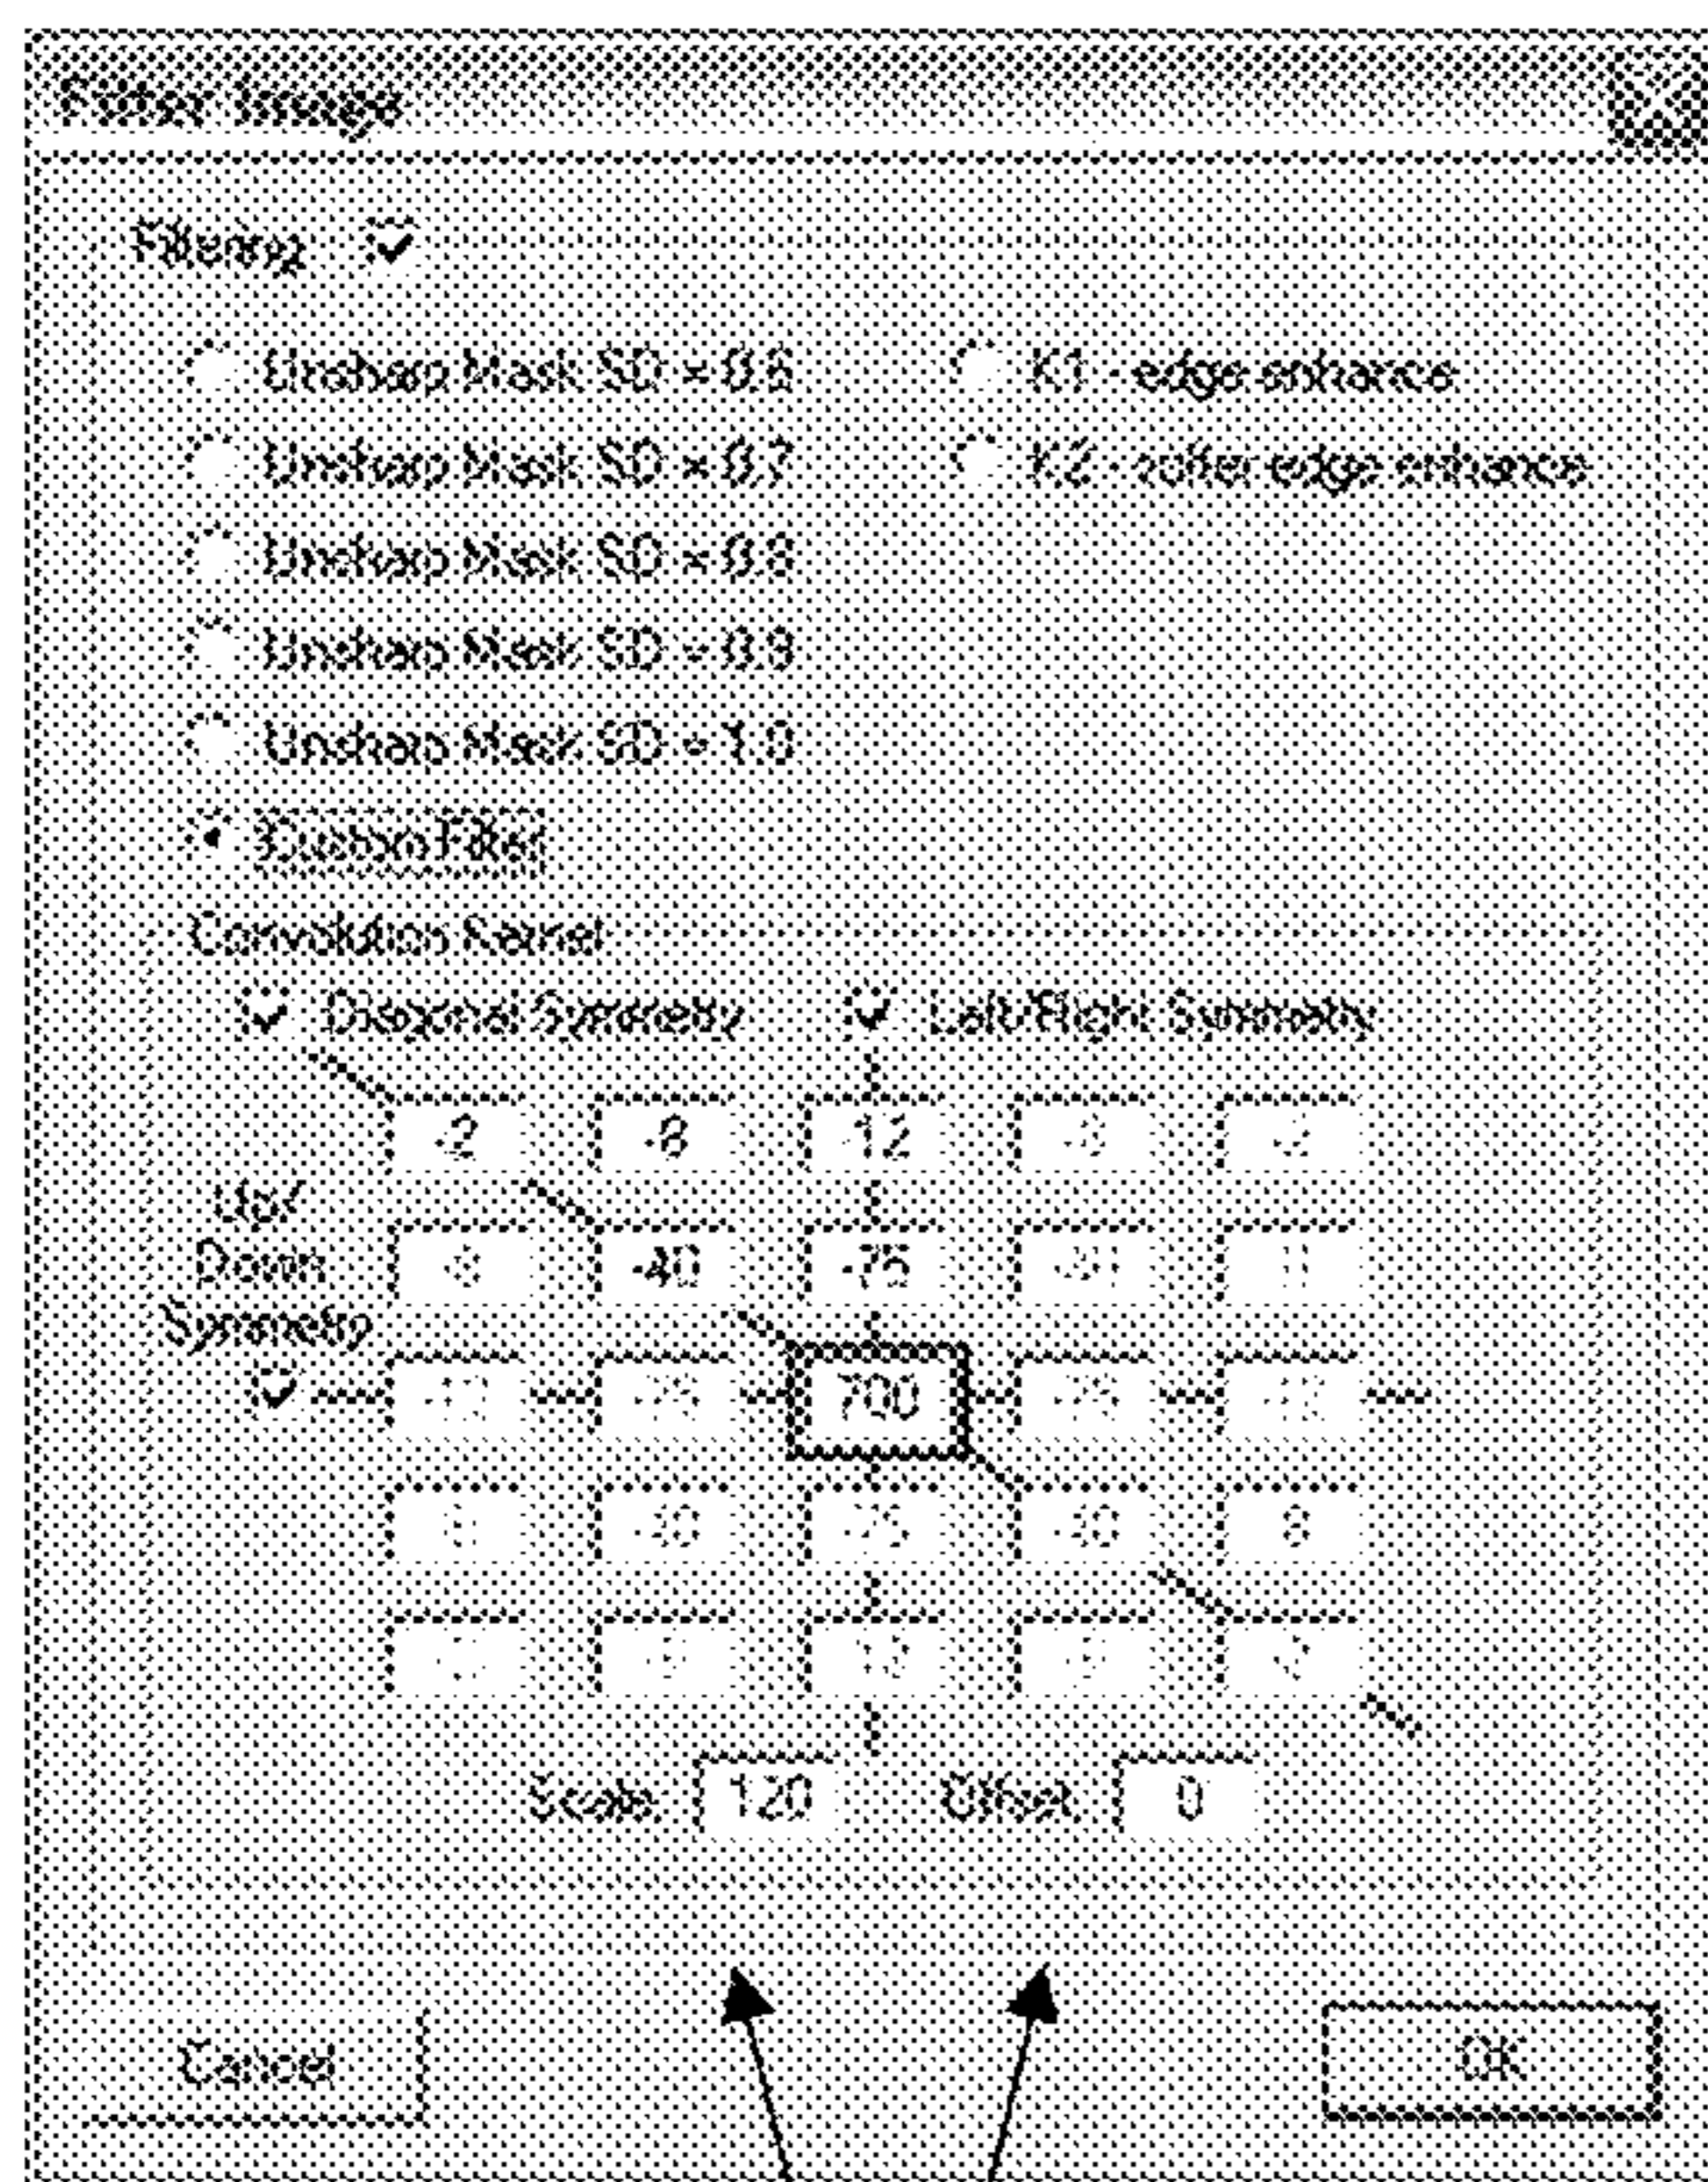 Filter Image
Filtering
Unsharp Mask SD = 0.6 K1 - edge enhance
Unsharp Mask SD = 0.7 K2 - softer edge enhance
Unsharp Mask SD = 0.8
Unsharp Mask SD = 0.9
Unsharp Mask SD = 1.0
Custom Filter
Convolution Kernel
Diagonal Symmetry Left/Right Symmetry
-2 -8 -12
Up/
Down -40 -75
Symmetry
700
-40 -75 -40
Scale: 120 Offset: 0
Cancel OK